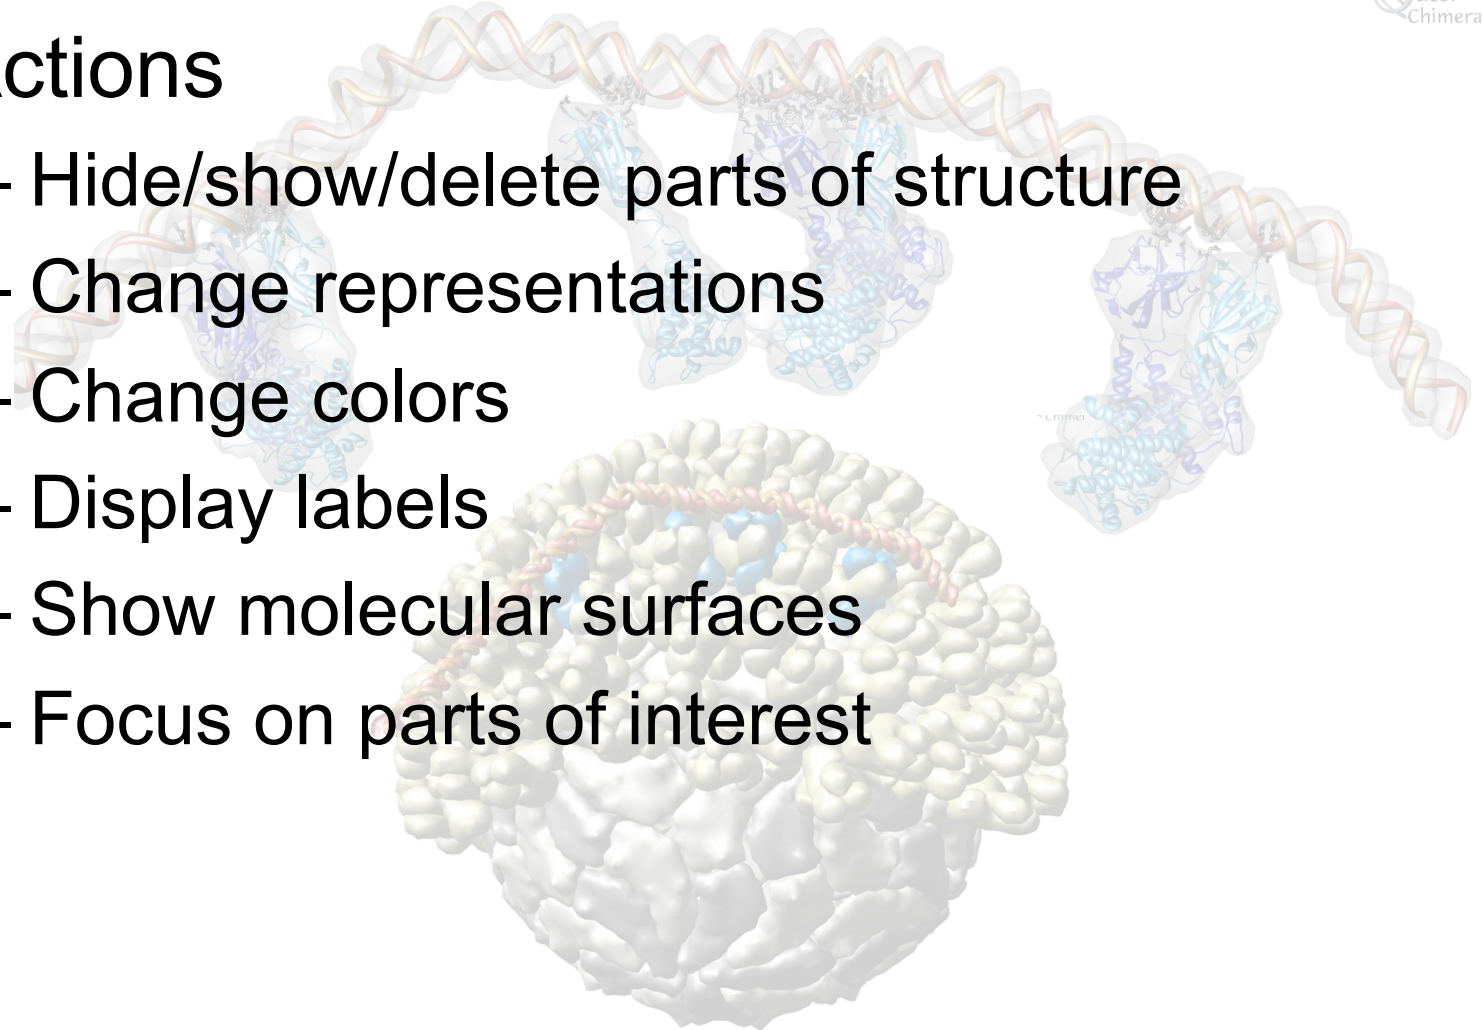 Chimera
ctions
- Hide/show/delete parts of structure
- Change representations
- Change colors
- Display labels
- Show molecular surfaces
- Focus on parts of interest